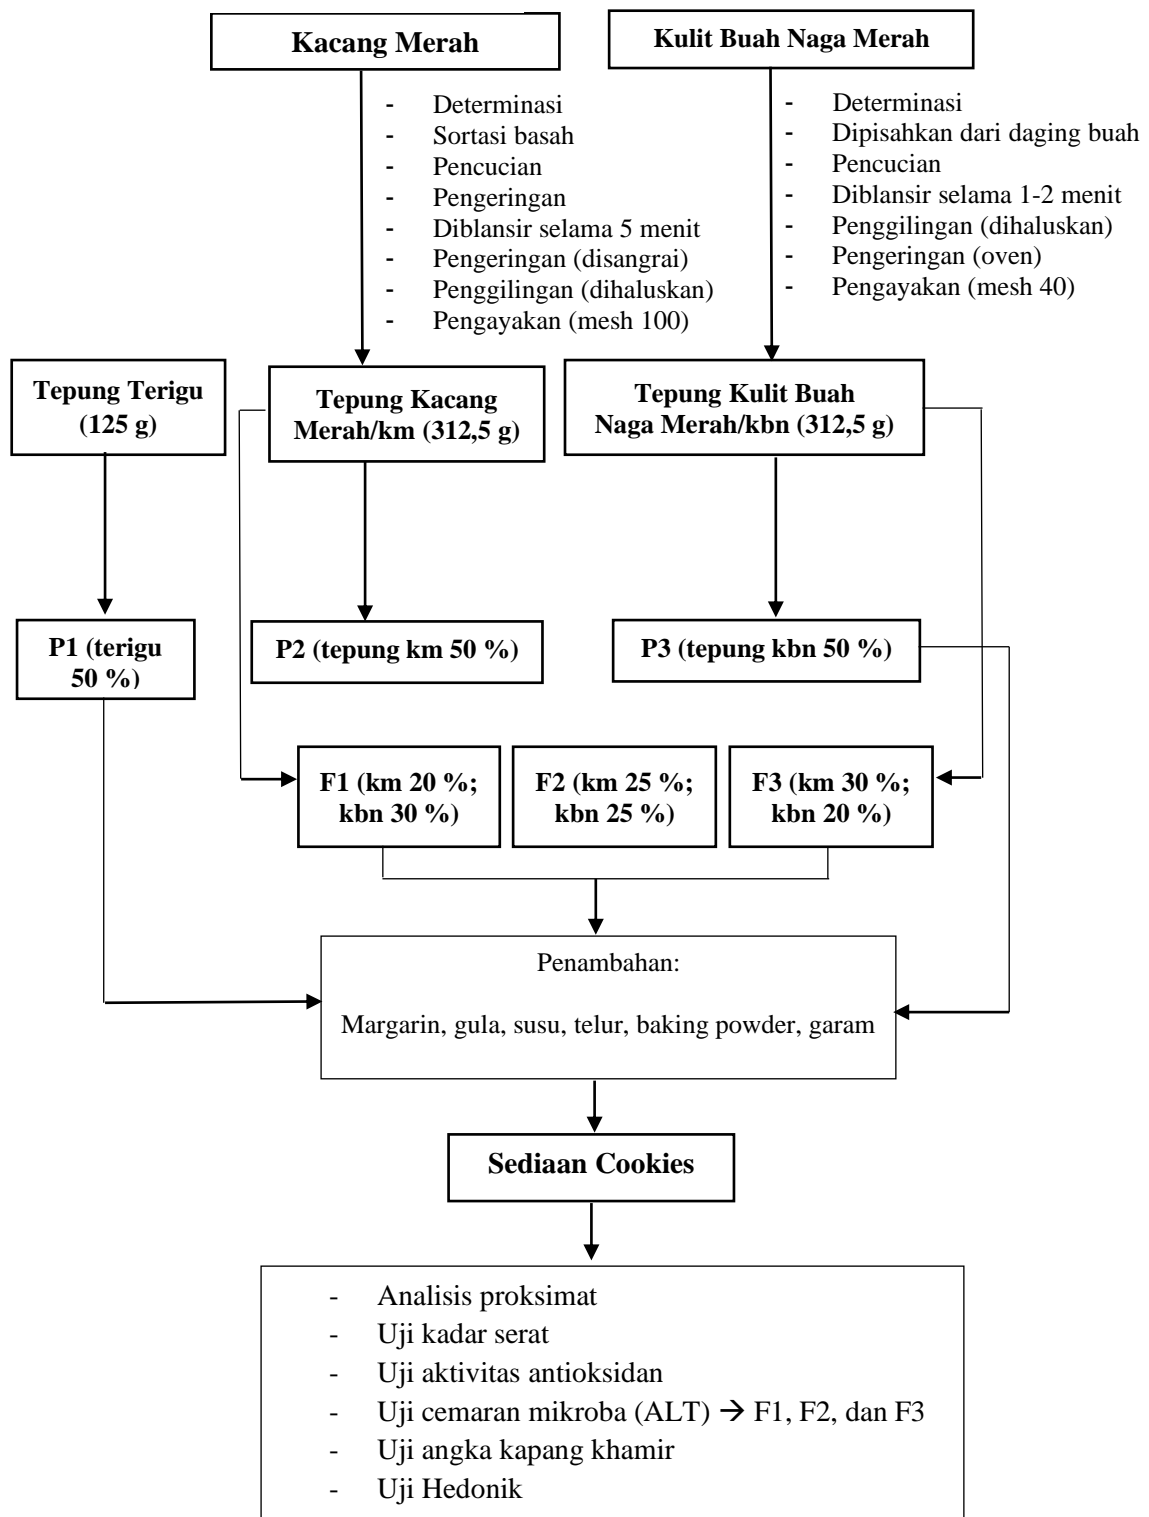 Kacang Merah
Kulit Buah Naga Merah
- Determinasi
- Sortasi basah
- Pencucian
- Pengeringan
- Diblansir selama 5 menit
- Pengeringan (disangrai)
- Penggilingan (dihaluskan)
- Pengayakan (mesh 100)
- Determinasi
- Dipisahkan dari daging buah
- Pencucian
- Diblansir selama 1-2 menit
- Penggilingan (dihaluskan)
- Pengeringan (oven)
- Pengayakan (mesh 40)
Tepung Terigu
(125 g)
Tepung Kacang
Merah/km (312,5 g)
Tepung Kulit Buah
Naga Merah/kbn (312,5 g)
P1 (terigu
50 %)
P2 (tepung km 50 %)
P3 (tepung kbn 50 %)
F1 (km 20 %;
kbn 30 %)
F2 (km 25 %;
kbn 25 %)
F3 (km 30 %;
kbn 20 %)
Penambahan:
Margarin, gula, susu, telur, baking powder, garam
Sediaan Cookies
- Analisis proksimat
- Uji kadar serat
- Uji aktivitas antioksidan
- Uji cemaran mikroba (ALT) → F1, F2, dan F3
- Uji angka kapang khamir
- Uji Hedonik